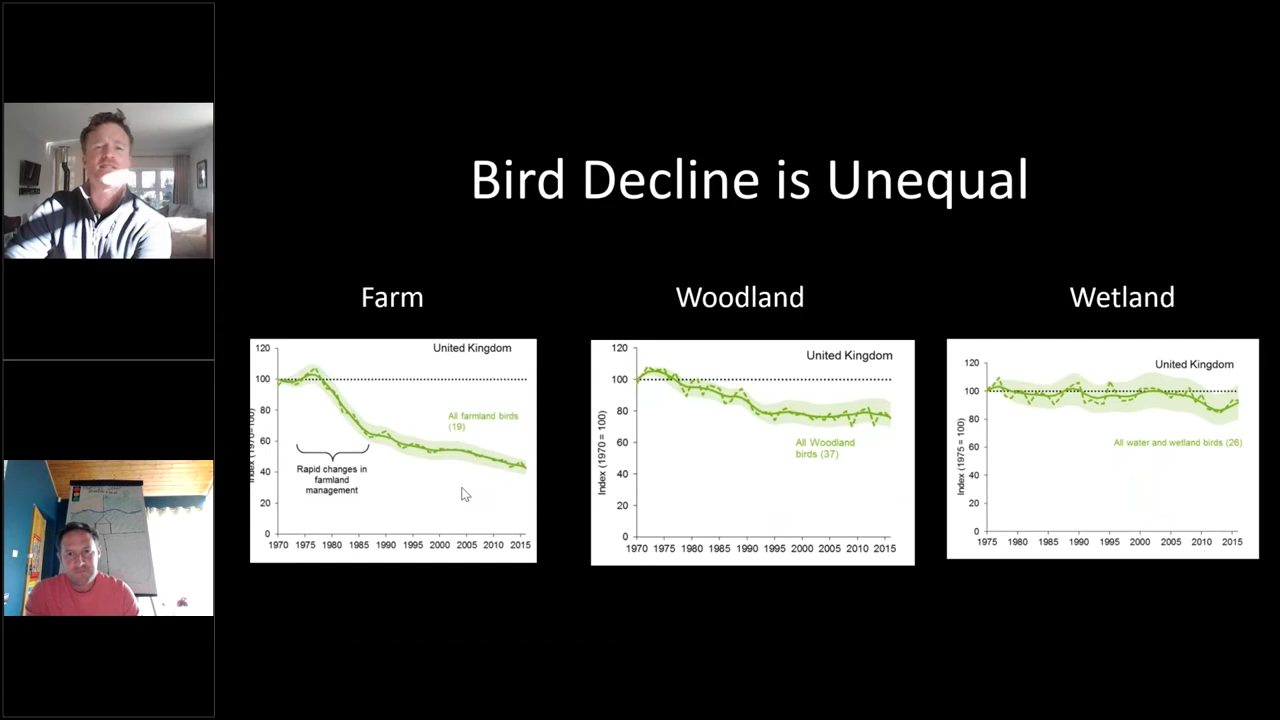 Bird Decline is Unequal
Farm
Woodland
Wetland
United Kingdom
120
100
80
60
40
20
0
All farmland birds
(19)
Rapid changes in
farmland
management
1970 1975 1980 1985 1990 1995 2000 2005 2010 2015
United Kingdom
120
100
80
60
40
20
0
Index (1970 = 100)
All Woodland
birds (37)
1970 1975 1980 1985 1990 1995 2000 2005 2010 2015
United Kingdom
120
100
80
60
40
20
0
Index (1975 = 100)
All water and wetland birds (26)
1975 1980 1985 1990 1995 2000 2005 2010 2015